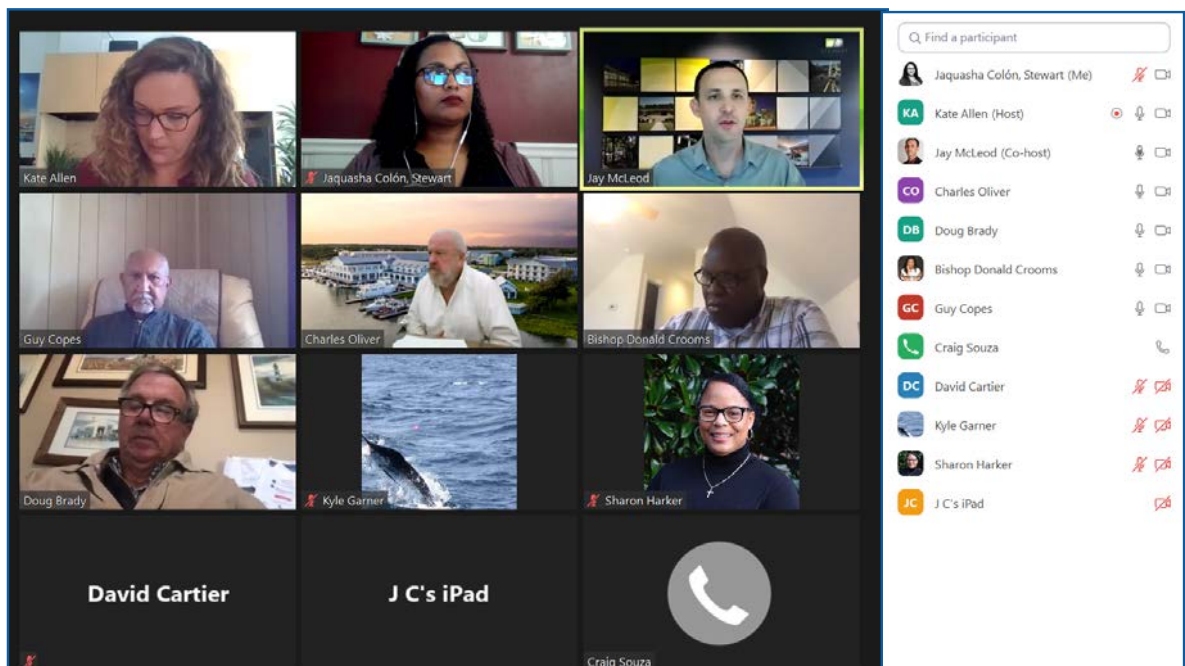 Kate Allen
Jaquasha Colón, Stewart
Jay McLeod
Guy Copes
Charles Oliver
Bishop Donald Crooms
Doug Brady
Kyle Garner
Sharon Harker
David Cartier
J C's iPad
Craig Souza
Find a participant
Jaquasha Colón, Stewart (Me)
KA Kate Allen (Host)
Jay McLeod (Co-host)
CO Charles Oliver
DB Doug Brady
Bishop Donald Crooms
GC Guy Copes
Craig Souza
DC David Cartier
Kyle Garner
Sharon Harker
JC J C's iPad